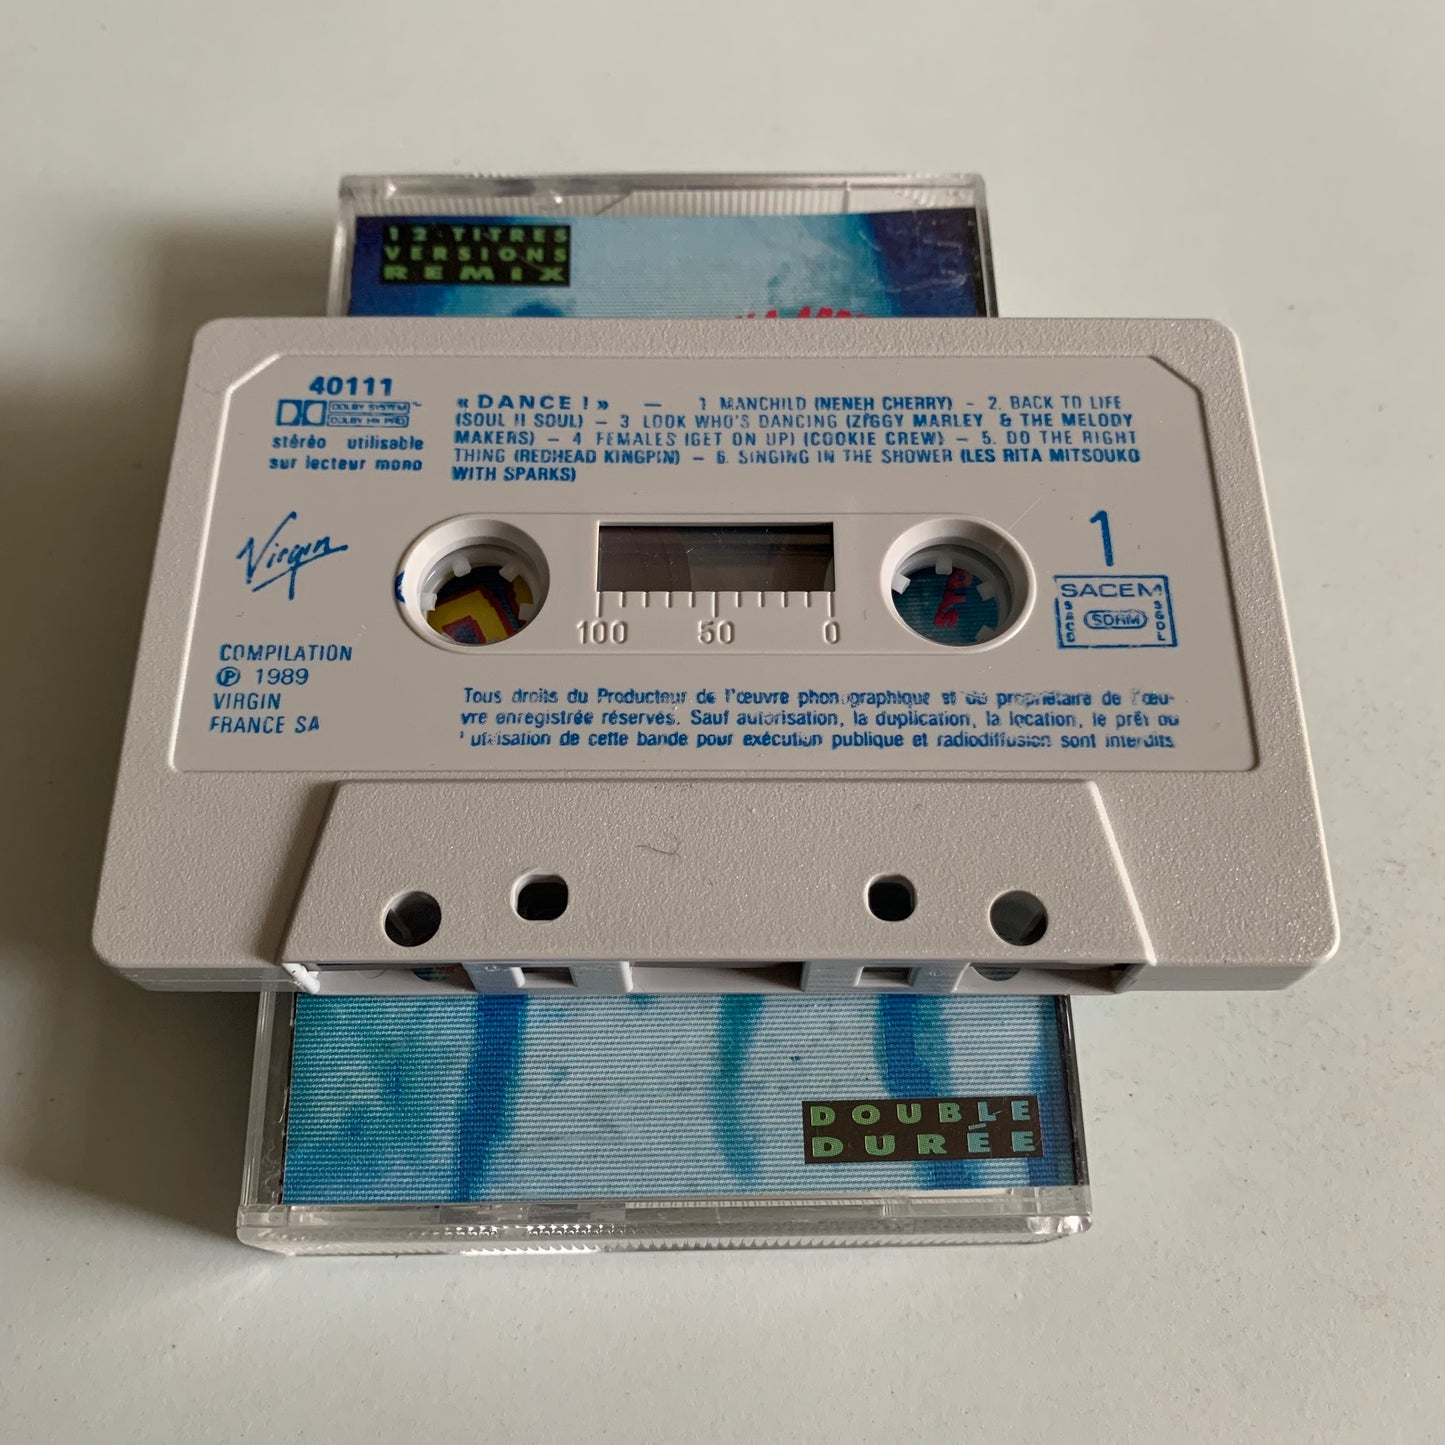 12 TITRES
VERSIONS
REMIX
40111
DOLBY SYSTEM
DOLBY HX PRO
stéréo utilisable
sur lecteur mono
« DANCE ! » — 1 MANCHILD (NENEH CHERRY) – 2. BACK TO LIFE
(SOUL II SOUL) – 3 LOOK WHO'S DANCING (ZIGGY MARLEY & THE MELODY
MAKERS) – 4 FEMALES (GET ON UP) (COOKIE CREW) – 5. DO THE RIGHT
THING (REDHEAD KINGPIN) – 6. SINGING IN THE SHOWER (LES RITA MITSOUKO
WITH SPARKS)
Virgin
1
SACEM
SACD SDRM SGDL
100 50 0
COMPILATION
℗ 1989
VIRGIN
FRANCE SA
Tous droits du Producteur de l'œuvre phonographique et du propriétaire de l'œu-
vre enregistrée réservés. Sauf autorisation, la duplication, la location, le prêt ou
l'utilisation de cette bande pour exécution publique et radiodiffusion sont interdits
DOUBLE
DURÉE